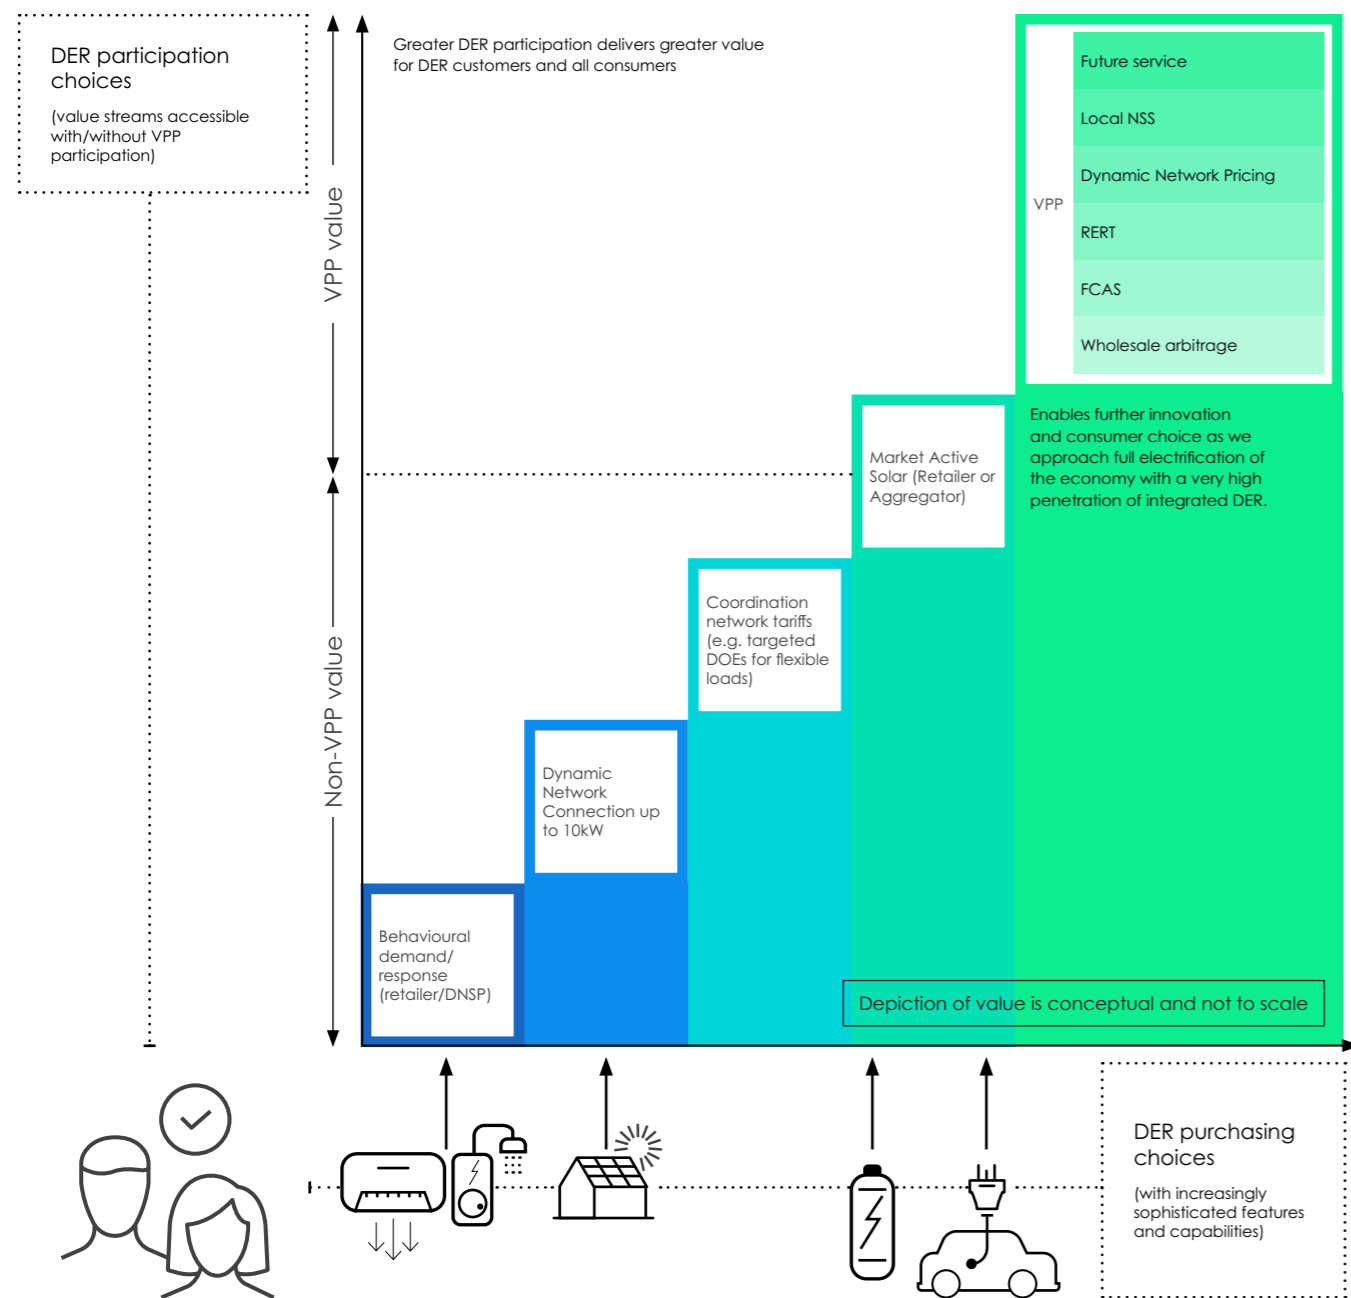 DER participation
choices
(value streams accessible
with/without VPP
participation)
VPP value
Non-VPP value
Greater DER participation delivers greater value
for DER customers and all consumers
VPP
Future service
Local NSS
Dynamic Network Pricing
RERT
FCAS
Wholesale arbitrage
Enables further innovation
and consumer choice as we
approach full electrification of
the economy with a very high
penetration of integrated DER.
Market Active
Solar (Retailer or
Aggregator)
Coordination
network tariffs
(e.g. targeted
DOEs for flexible
loads)
Dynamic
Network
Connection up
to 10kW
Behavioural
demand/
response
(retailer/DNSP)
Depiction of value is conceptual and not to scale
DER purchasing
choices
(with increasingly
sophisticated features
and capabilities)